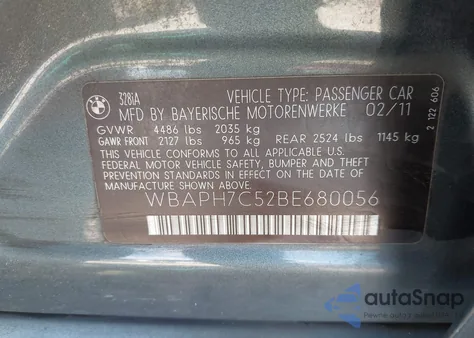 BMW
328iA
VEHICLE TYPE: PASSENGER CAR
MFD BY BAYERISCHE MOTORENWERKE 02/11
GVWR 4486 lbs 2035 kg
GAWR FRONT 2127 lbs 965 kg REAR 2524 lbs 1145 kg
THIS VEHICLE CONFORMS TO ALL APPLICABLE U.S.
FEDERAL MOTOR VEHICLE SAFETY, BUMPER AND THEFT
PREVENTION STANDARDS IN EFFECT ON THE DATE OF
MANUFACTURE SHOWN ABOVE.
WBAPH7C52BE680056
2 122 606
autoSnap